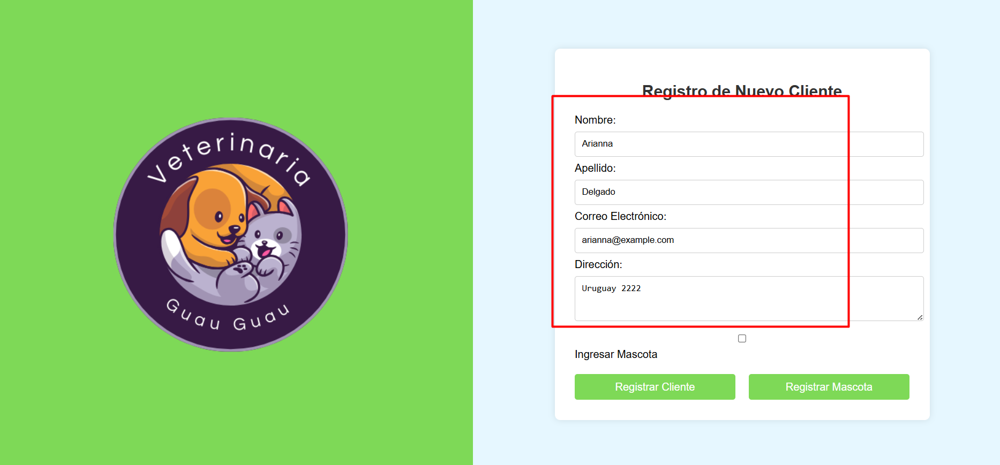 Veterinaria
Guau Guau
Registro de Nuevo Cliente
Nombre:
Arianna
Apellido:
Delgado
Correo Electrónico:
arianna@example.com
Dirección:
Uruguay 2222
Ingresar Mascota
Registrar Cliente
Registrar Mascota